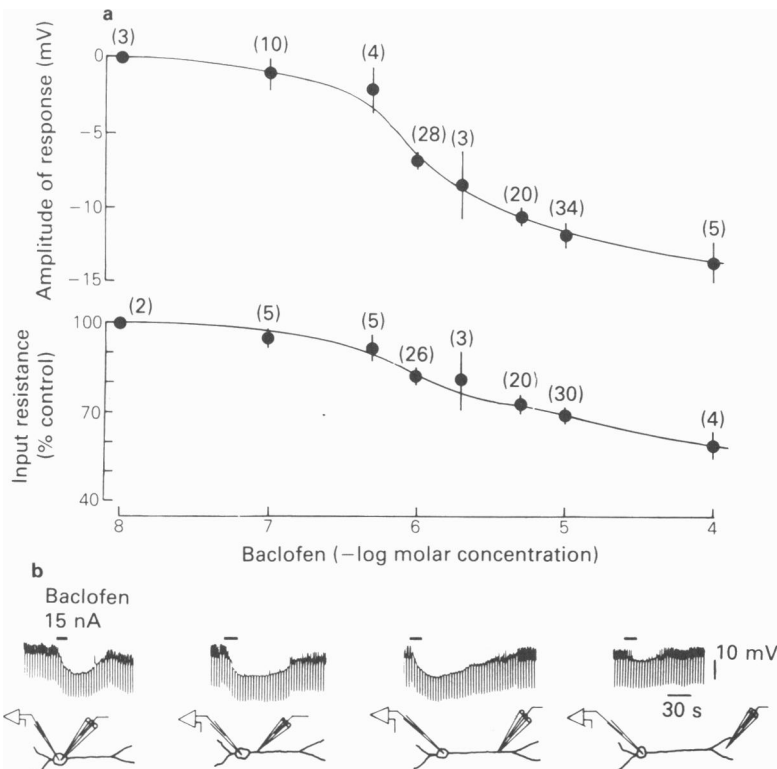 a
Amplitude of response (mV)
0
−5
−10
−15
(3)
(10)
(4)
(28)
(3)
(20)
(34)
(5)
Input resistance
(% control)
100
70
40
(2)
(5)
(5)
(26)
(3)
(20)
(30)
(4)
8 7 6 5 4
Baclofen (−log molar concentration)
b
Baclofen
15 nA
10 mV
30 s